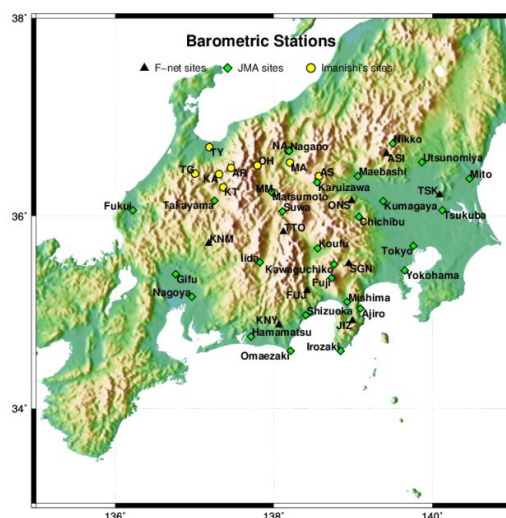 38°
Barometric Stations
F-net sites JMA sites Imanishi's sites
Nikko
TY
NA Nagano
ASI
Utsunomiya
OH
MA
TG
KA
AR
AS
Maebashi
Mito
KT
Karuizawa
MM
Matsumoto
ONS
TSK
Takayama
Kumagaya
Fukui
Suwa
Tsukuba
36°
Chichibu
TTO
KNM
Koufu
Tokyo
Iida
Kawaguchiko
SGN
Yokohama
Gifu
Fuji
Nagoya
FUJ
Mishima
Shizuoka
Ajiro
KNY
JIZ
Hamamatsu
Irozaki
Omaezaki
34°
136° 138° 140°